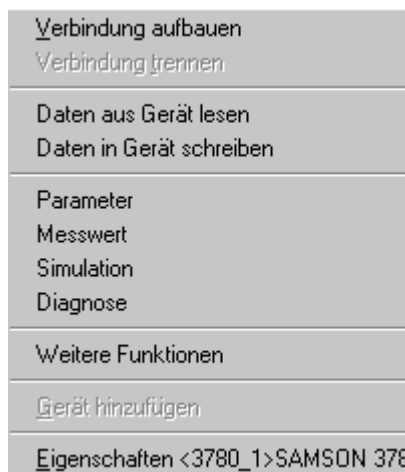 Verbindung aufbauen
Verbindung trennen
Daten aus Gerät lesen
Daten in Gerät schreiben
Parameter
Messwert
Simulation
Diagnose
Weitere Funktionen
Gerät hinzufügen
Eigenschaften <3780_1>SAMSON 378